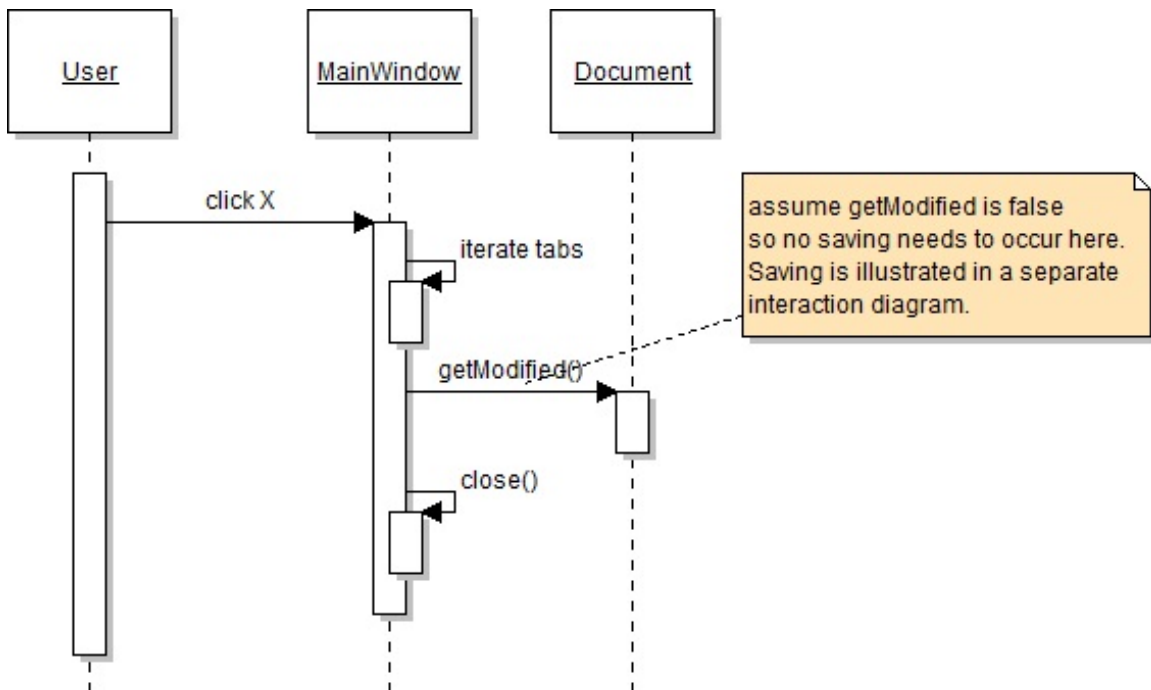 User
MainWindow
Document
click X
iterate tabs
assume getModified is false
so no saving needs to occur here.
Saving is illustrated in a separate
interaction diagram.
getModified()
close()